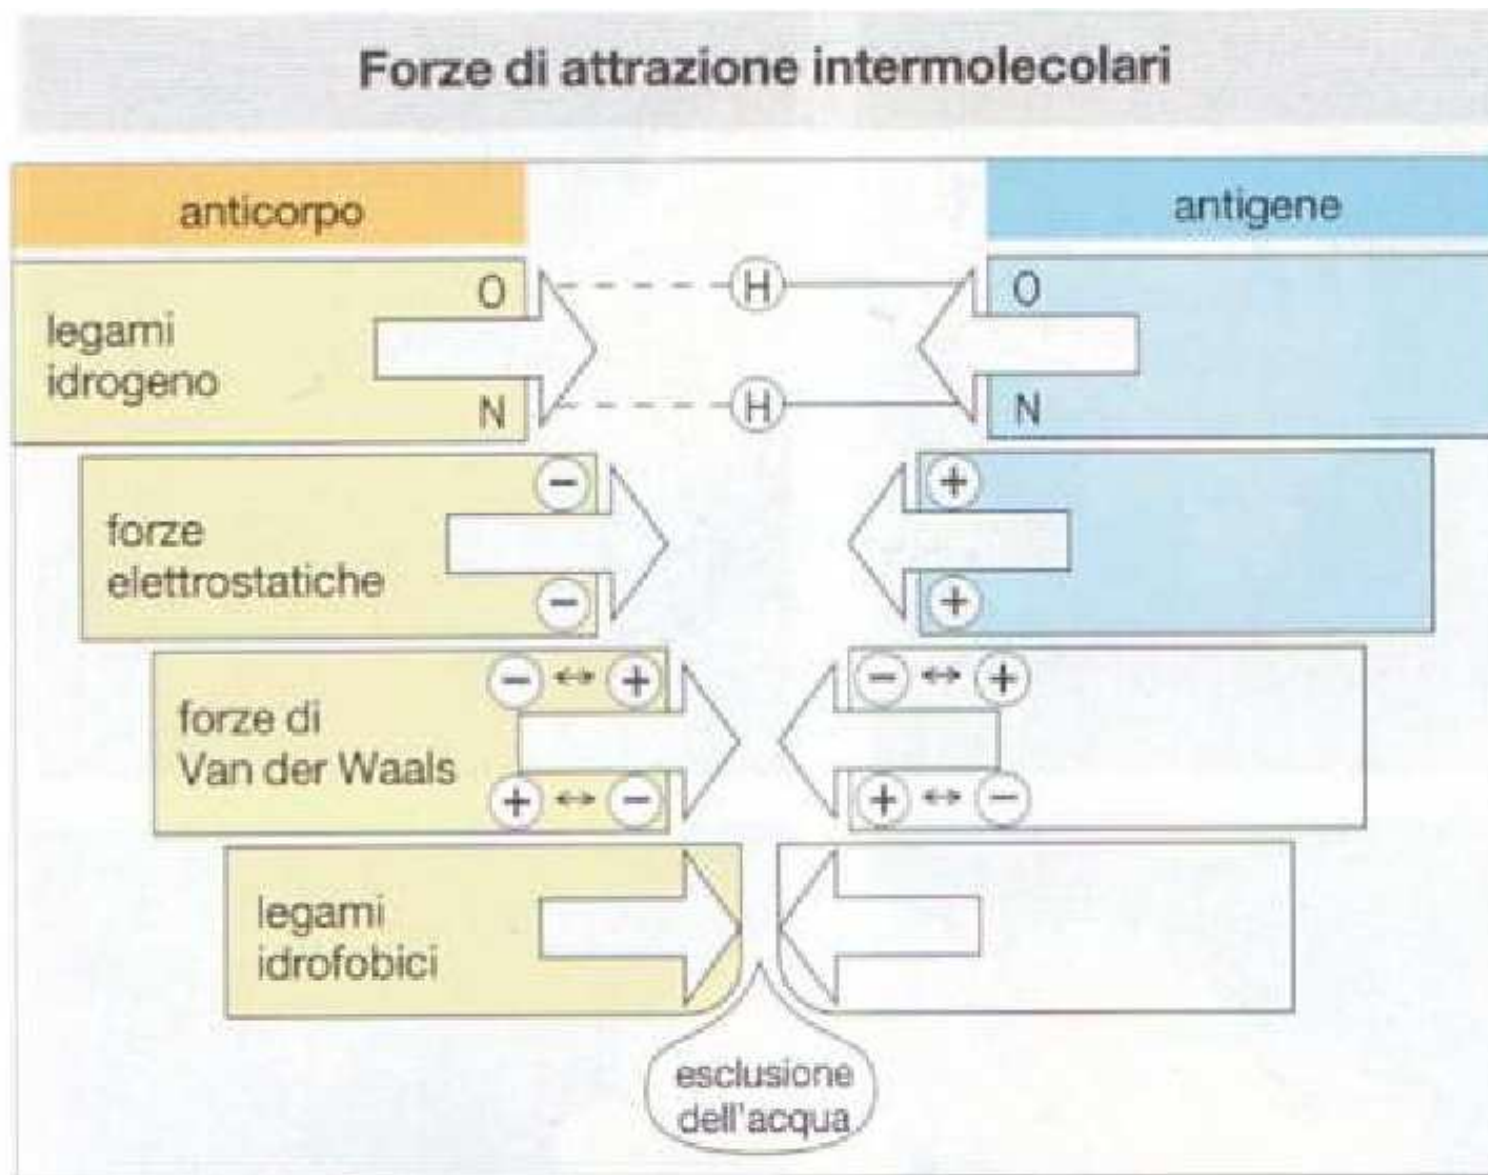 Forze di attrazione intermolecolari
anticorpo
antigene
legami
idrogeno
O
H
O
N
H
N
forze
elettrostatiche
−
+
−
+
forze di
Van der Waals
− ↔ +
− ↔ +
+ ↔ −
+ ↔ −
legami
idrofobici
esclusione
dell'acqua